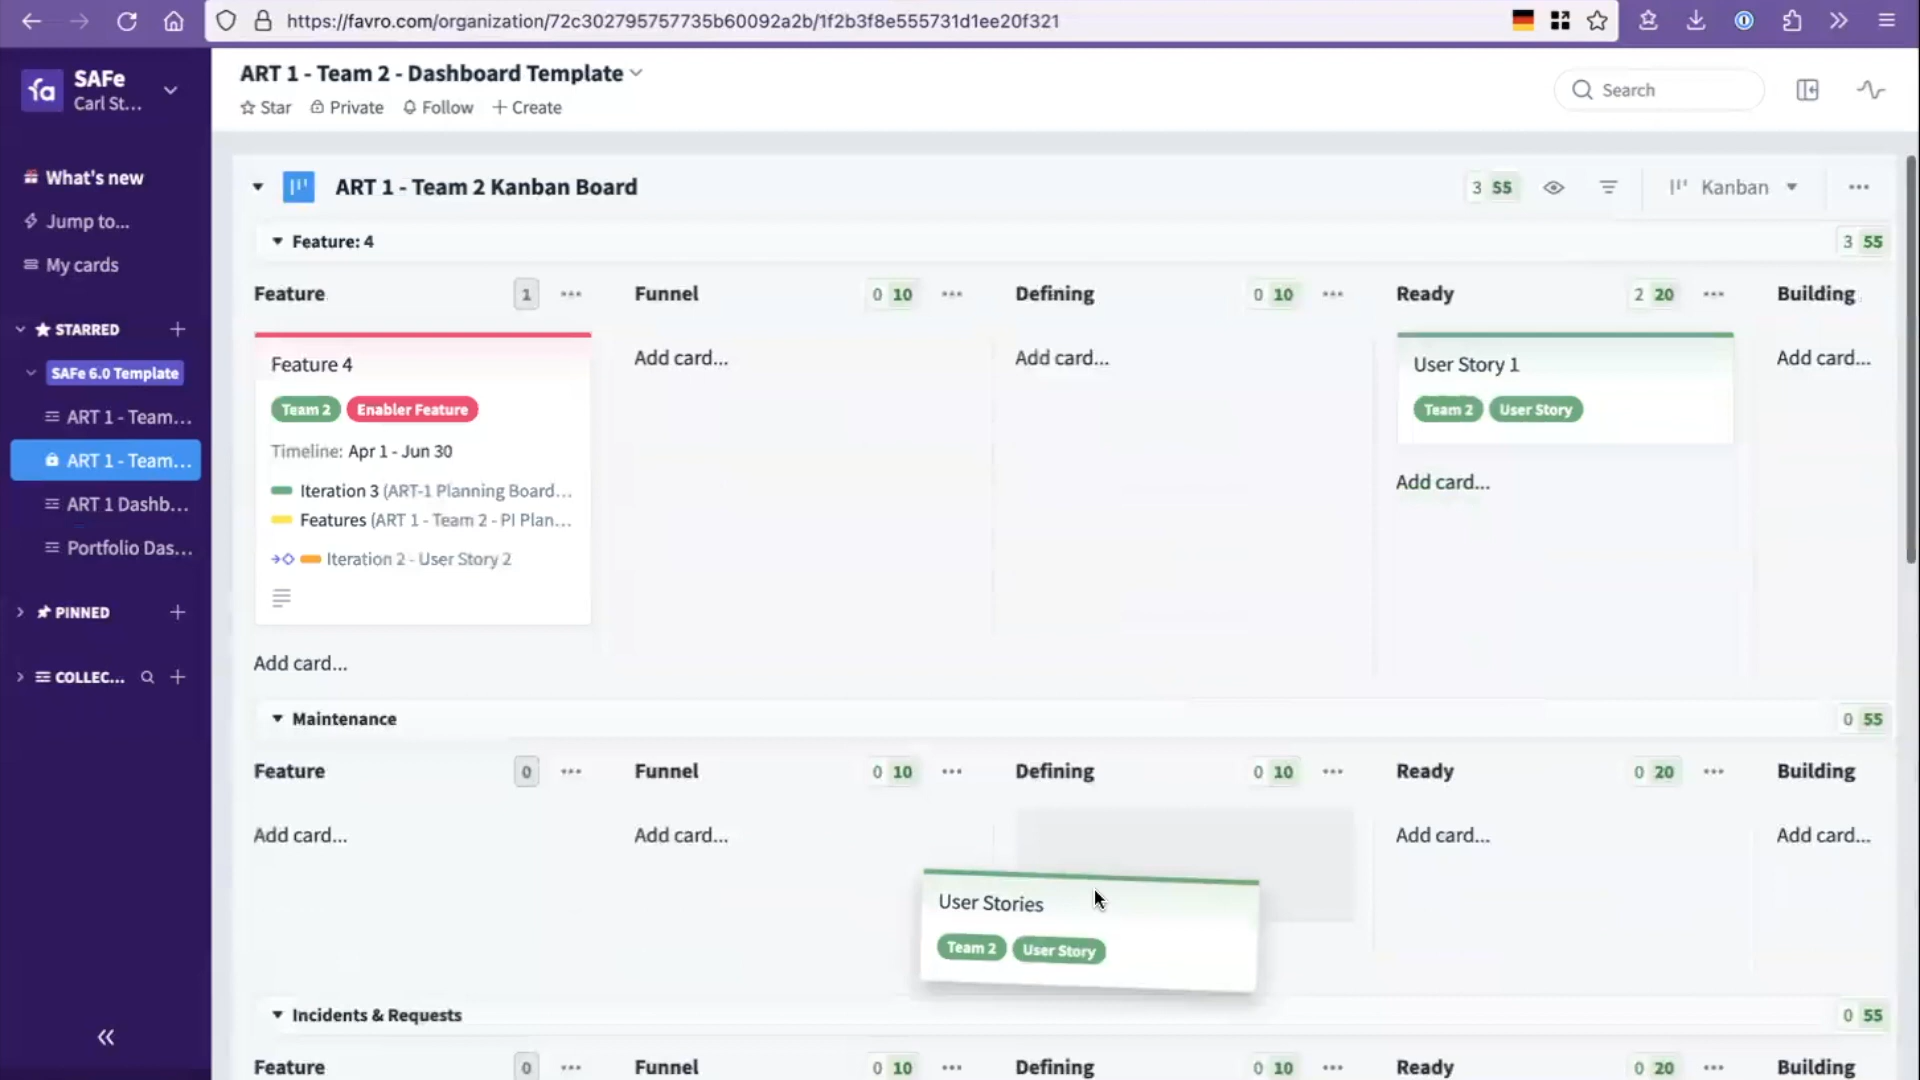 https://favro.com/organization/72c302795757735b60092a2b/1f2b3f8e555731d1ee20f321
fa
SAFe
Carl St...
What's new
Jump to...
My cards
STARRED
SAFe 6.0 Template
ART 1 - Team...
ART 1 - Team...
ART 1 Dashb...
Portfolio Das...
PINNED
COLLEC...
ART 1 - Team 2 - Dashboard Template
Star Private Follow + Create
Search
ART 1 - Team 2 Kanban Board
3 55
Kanban
Feature: 4
3 55
Feature 1 Funnel 0 10 Defining 0 10 Ready 2 20 Building
Feature 4
Team 2 Enabler Feature
Timeline: Apr 1 - Jun 30
Iteration 3 (ART-1 Planning Board...
Features (ART 1 - Team 2 - PI Plan...
Iteration 2 - User Story 2
Add card...
Add card...
Add card...
User Story 1
Team 2 User Story
Add card...
Add card...
Maintenance
0 55
Feature 0 Funnel 0 10 Defining 0 10 Ready 0 20 Building
Add card... Add card... Add card... Add card...
User Stories
Team 2 User Story
Incidents & Requests
0 55
Feature 0 Funnel 0 10 Defining 0 10 Ready 0 20 Building